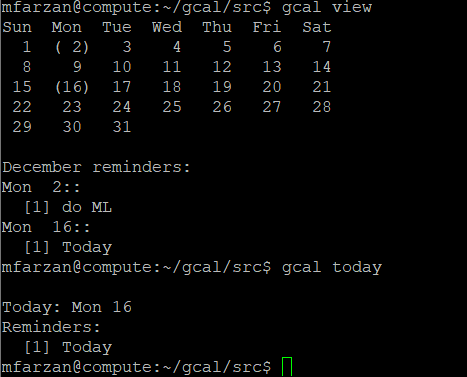 mfarzan@compute:~/gcal/src$ gcal view
Sun  Mon  Tue  Wed  Thu  Fri  Sat
  1  ( 2)   3    4    5    6    7
  8    9   10   11   12   13   14
 15  (16)  17   18   19   20   21
 22   23   24   25   26   27   28
 29   30   31

December reminders:
Mon  2::
  [1] do ML
Mon  16::
  [1] Today
mfarzan@compute:~/gcal/src$ gcal today

Today: Mon 16
Reminders:
  [1] Today
mfarzan@compute:~/gcal/src$